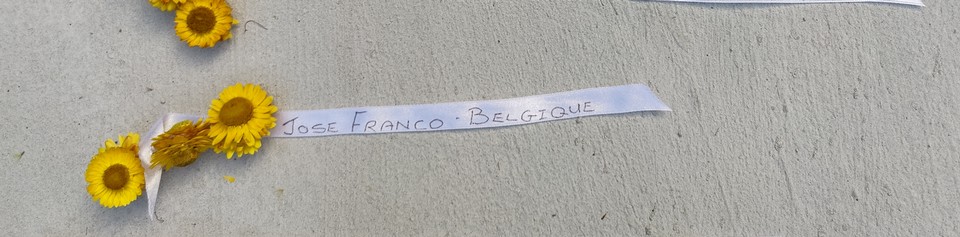 JOSE FRANCO · BELGIQUE